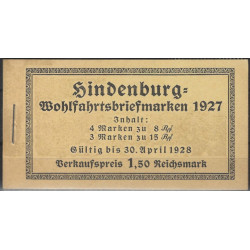 Hindenburg=
Wohlfahrtsbriefmarken 1927
Inhalt:
4 Marken zu 8 Rpf
3 Marken zu 15 Rpf
Gültig bis 30. April 1928
Verkaufspreis 1,50 Reichsmark